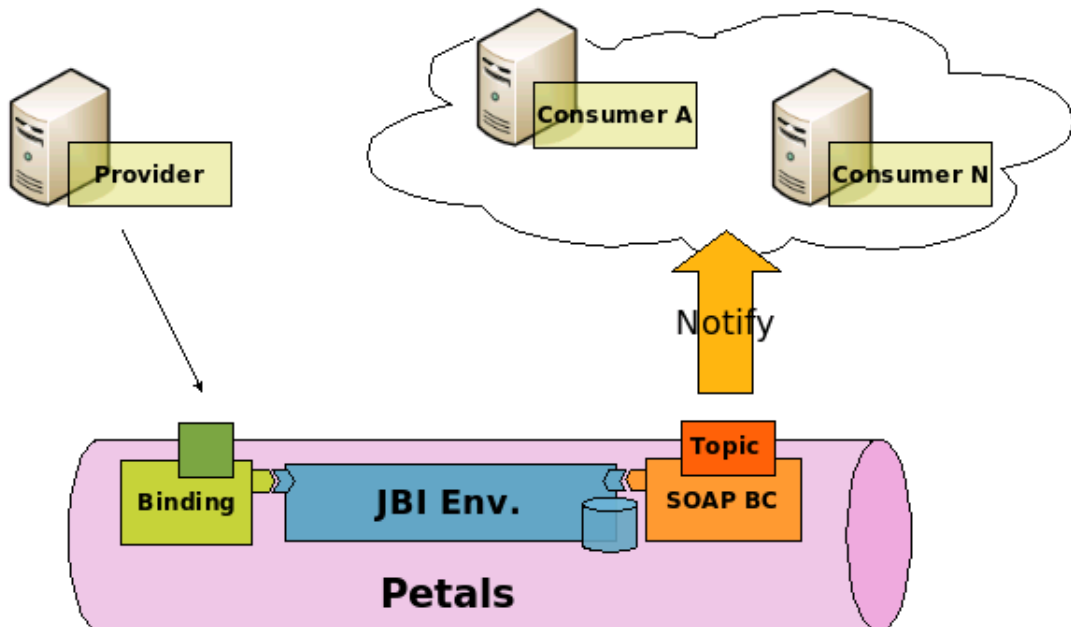 Consumer A
Provider
Consumer N
Notify
Topic
Binding
JBI Env.
SOAP BC
Petals